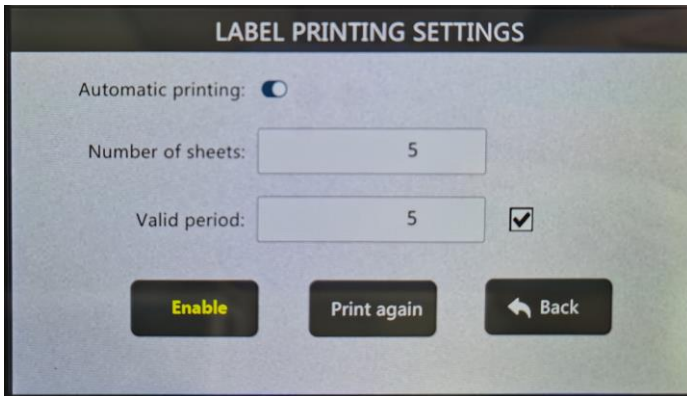 LABEL PRINTING SETTINGS
Automatic printing:
Number of sheets: 5
Valid period: 5
Enable Print again Back